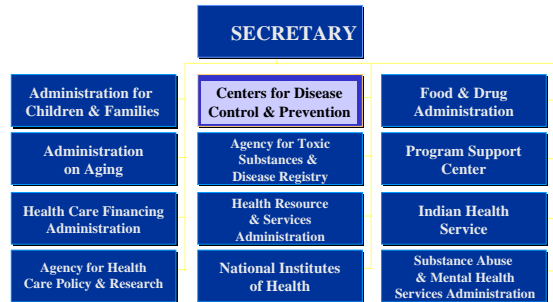 SECRETARY
Administration for
Children & Families
Centers for Disease
Control & Prevention
Food & Drug
Administration
Administration
on Aging
Agency for Toxic
Substances &
Disease Registry
Program Support
Center
Health Care Financing
Administration
Health Resource
& Services
Administration
Indian Health
Service
Agency for Health
Care Policy & Research
National Institutes
of Health
Substance Abuse
& Mental Health
Services Administration